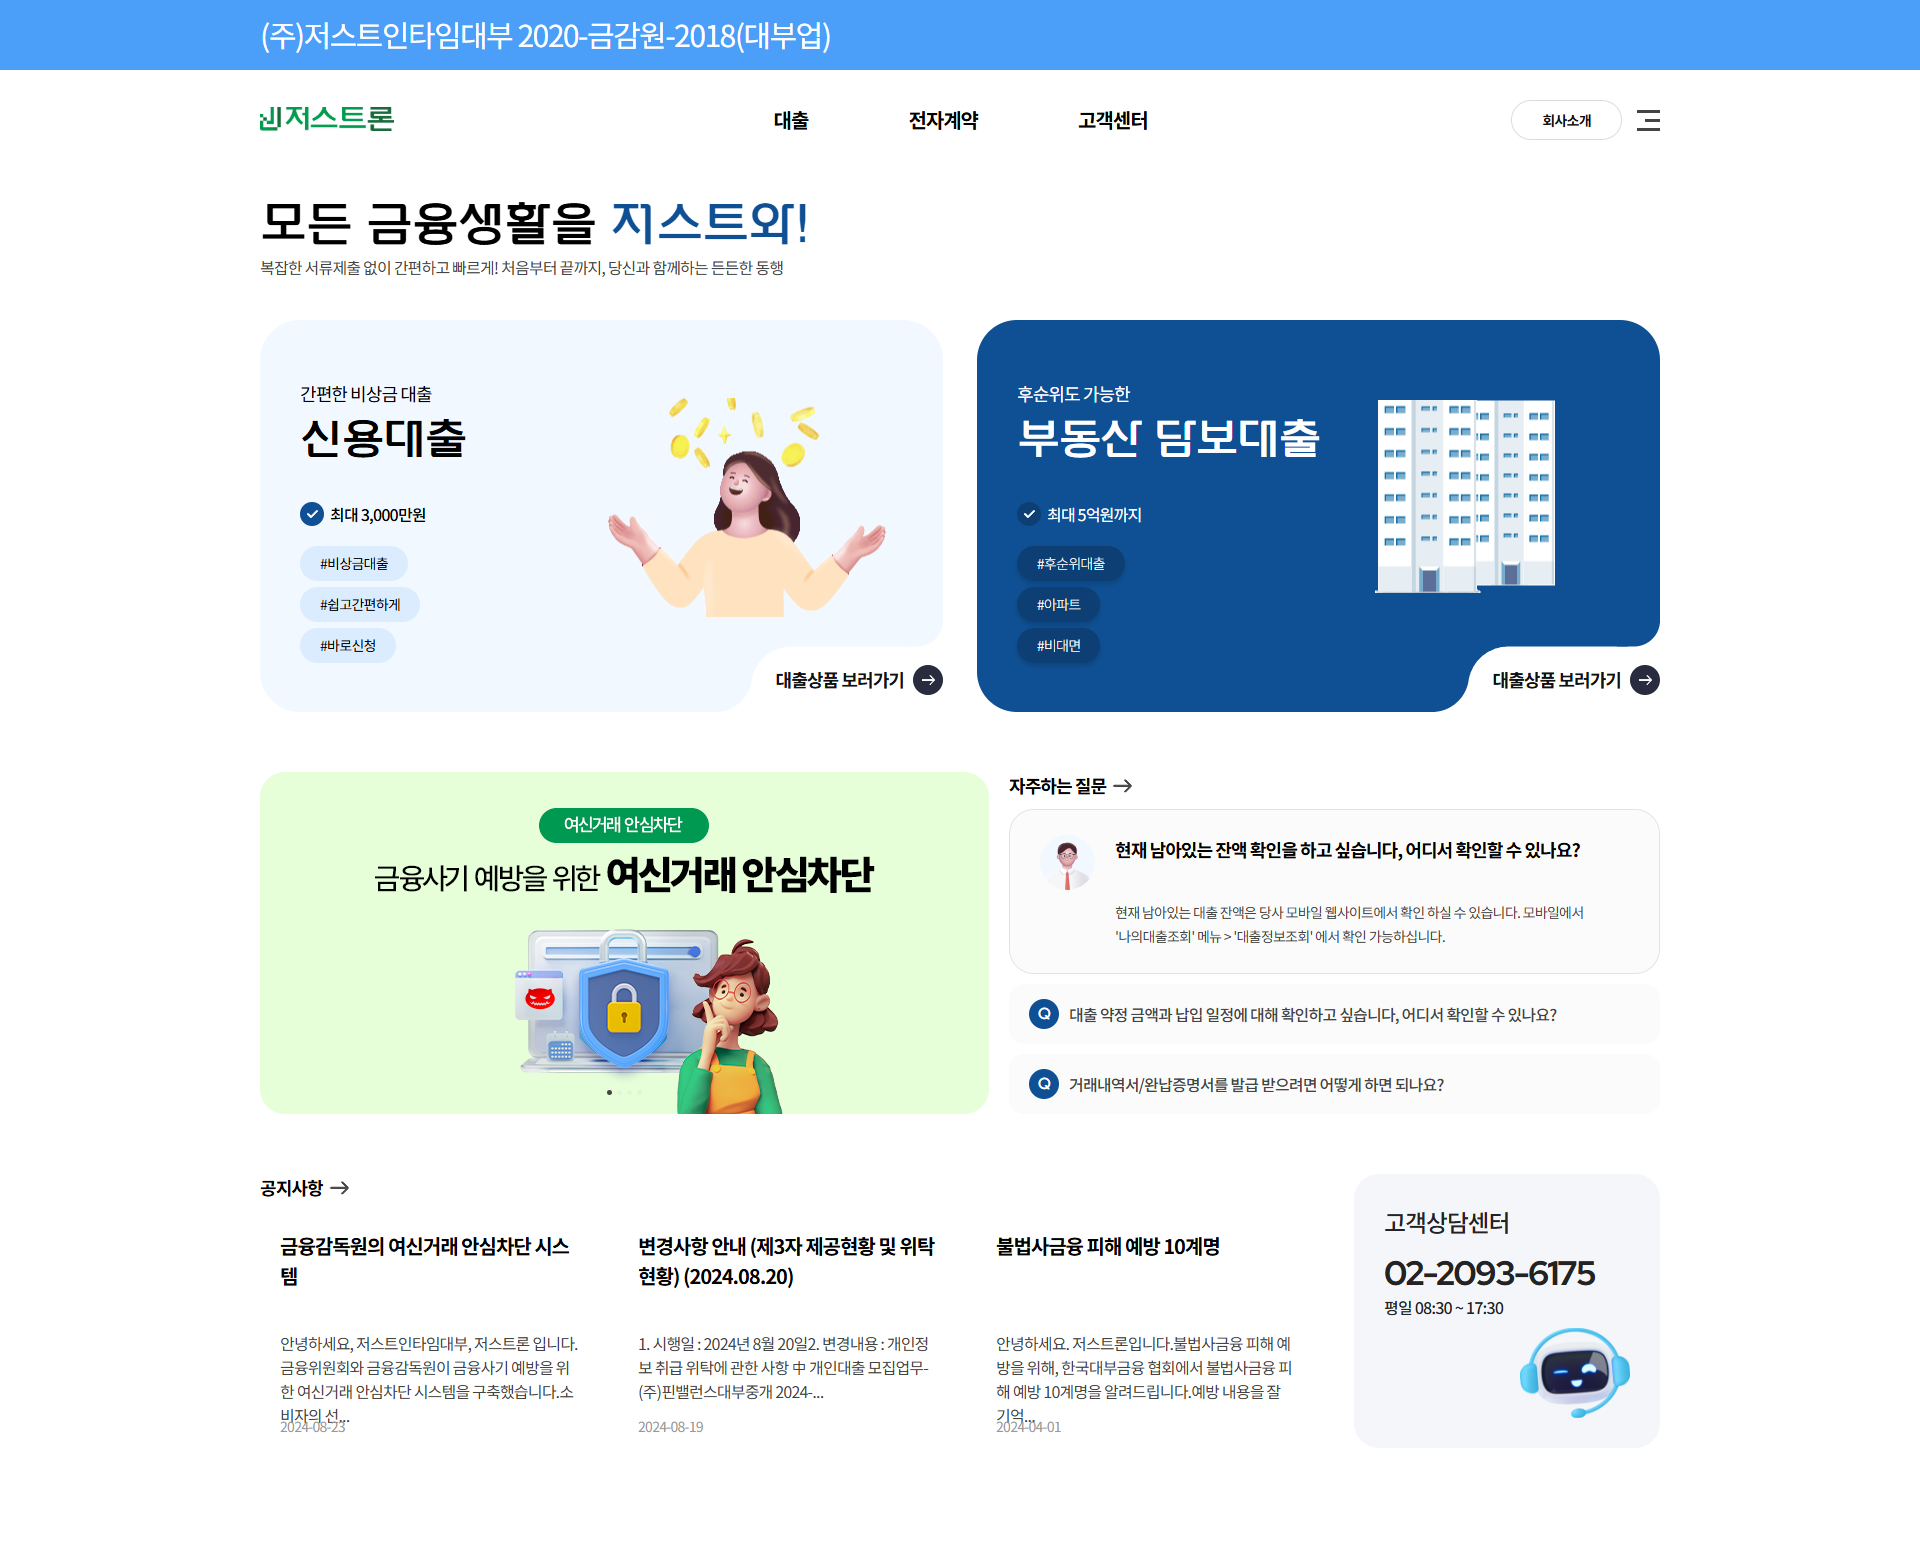 (주)저스트인타임대부 2020-금감원-2018(대부업)
저스트론
대출
전자계약
고객센터
회사소개
모든 금융생활을 저스트와!
복잡한 서류제출 없이 간편하고 빠르게! 처음부터 끝까지, 당신과 함께하는 든든한 동행
간편한 비상금 대출
신용대출
최대 3,000만원
#비상금대출
#쉽고간편하게
#바로신청
대출상품 보러가기
후순위도 가능한
부동산 담보대출
최대 5억원까지
#후순위대출
#아파트
#비대면
대출상품 보러가기
여신거래 안심차단
금융사기 예방을 위한 여신거래 안심차단
자주하는 질문
현재 남아있는 잔액 확인을 하고 싶습니다, 어디서 확인할 수 있나요?
현재 남아있는 대출 잔액은 당사 모바일 웹사이트에서 확인 하실 수 있습니다. 모바일에서
'나의대출조회' 메뉴 > '대출정보조회' 에서 확인 가능하십니다.
Q 대출 약정 금액과 납입 일정에 대해 확인하고 싶습니다, 어디서 확인할 수 있나요?
Q 거래내역서/완납증명서를 발급 받으려면 어떻게 하면 되나요?
공지사항
금융감독원의 여신거래 안심차단 시스
템
안녕하세요, 저스트인타임대부, 저스트론 입니다.
금융위원회와 금융감독원이 금융사기 예방을 위
한 여신거래 안심차단 시스템을 구축했습니다.소
비자의 선...
2024-08-23
변경사항 안내 (제3자 제공현황 및 위탁
현황) (2024.08.20)
1. 시행일 : 2024년 8월 20일2. 변경내용 : 개인정
보 취급 위탁에 관한 사항 中 개인대출 모집업무-
(주)핀밸런스대부중개 2024-...
2024-08-19
불법사금융 피해 예방 10계명
안녕하세요. 저스트론입니다.불법사금융 피해 예
방을 위해, 한국대부금융 협회에서 불법사금융 피
해 예방 10계명을 알려드립니다.예방 내용을 잘
기억...
2024-04-01
고객상담센터
02-2093-6175
평일 08:30 ~ 17:30